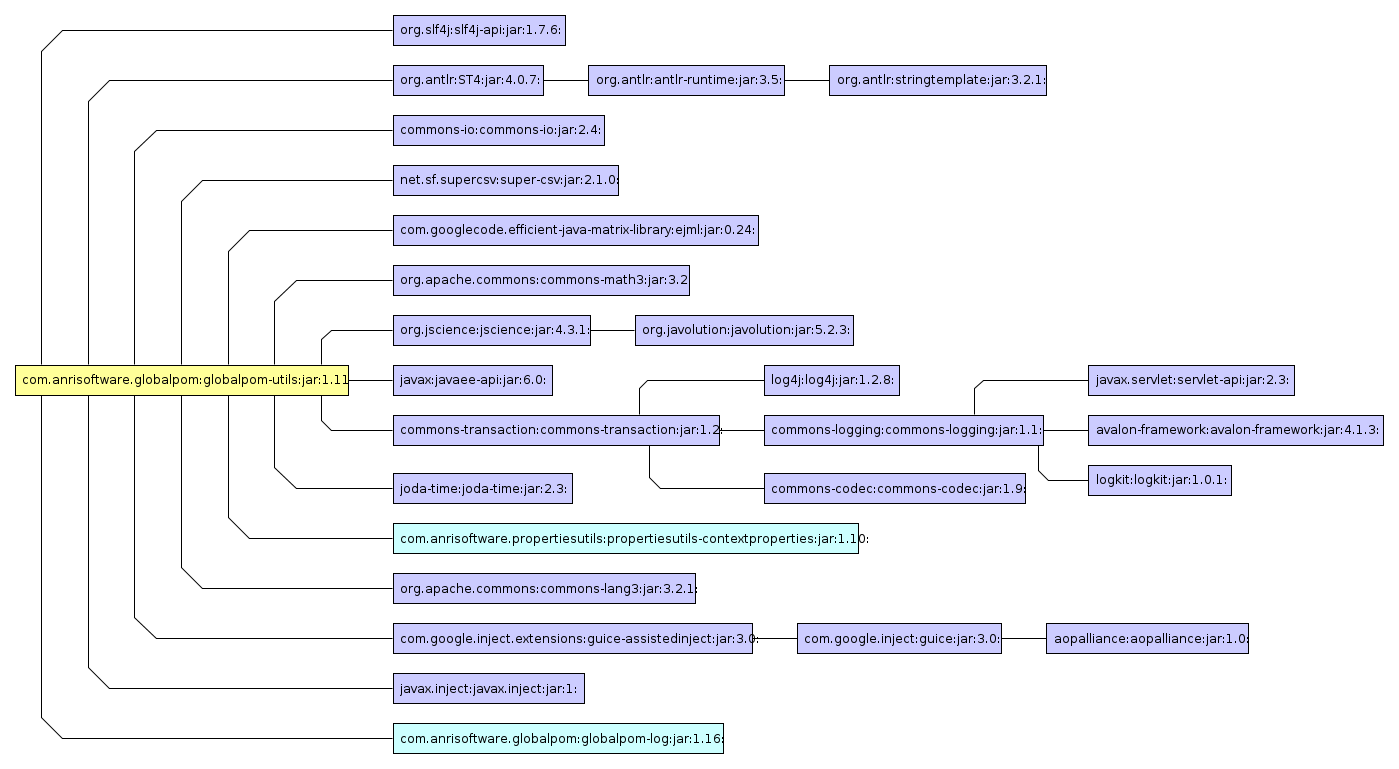 org.slf4j:slf4j-api:jar:1.7.6:
org.antlr:ST4:jar:4.0.7:
org.antlr:antlr-runtime:jar:3.5:
org.antlr:stringtemplate:jar:3.2.1:
commons-io:commons-io:jar:2.4:
net.sf.supercsv:super-csv:jar:2.1.0:
com.googlecode.efficient-java-matrix-library:ejml:jar:0.24:
org.apache.commons:commons-math3:jar:3.2
org.jscience:jscience:jar:4.3.1:
org.javolution:javolution:jar:5.2.3:
com.anrisoftware.globalpom:globalpom-utils:jar:1.11
javax:javaee-api:jar:6.0:
log4j:log4j:jar:1.2.8:
javax.servlet:servlet-api:jar:2.3:
commons-transaction:commons-transaction:jar:1.2:
commons-logging:commons-logging:jar:1.1:
avalon-framework:avalon-framework:jar:4.1.3:
logkit:logkit:jar:1.0.1:
joda-time:joda-time:jar:2.3:
commons-codec:commons-codec:jar:1.9:
com.anrisoftware.propertiesutils:propertiesutils-contextproperties:jar:1.10:
org.apache.commons:commons-lang3:jar:3.2.1:
com.google.inject.extensions:guice-assistedinject:jar:3.0:
com.google.inject:guice:jar:3.0:
aopalliance:aopalliance:jar:1.0:
javax.inject:javax.inject:jar:1:
com.anrisoftware.globalpom:globalpom-log:jar:1.16: